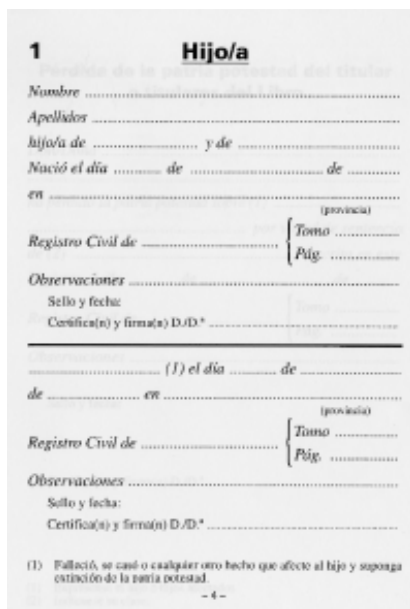 1 Hijo/a
Nombre
Apellidos
hijo/a de y de
Nació el día de de
en
(provincia)
Registro Civil de Tomo
Pág.
Observaciones
Sello y fecha:
Certifica(n) y firma(n) D./D.ª
(1) el día de
de en
(provincia)
Registro Civil de Tomo
Pág.
Observaciones
Sello y fecha:
Certifica(n) y firma(n) D./D.ª
(1) Falleció, se casó o cualquier otro hecho que afecte al hijo y suponga
extinción de la patria potestad.
– 4 –